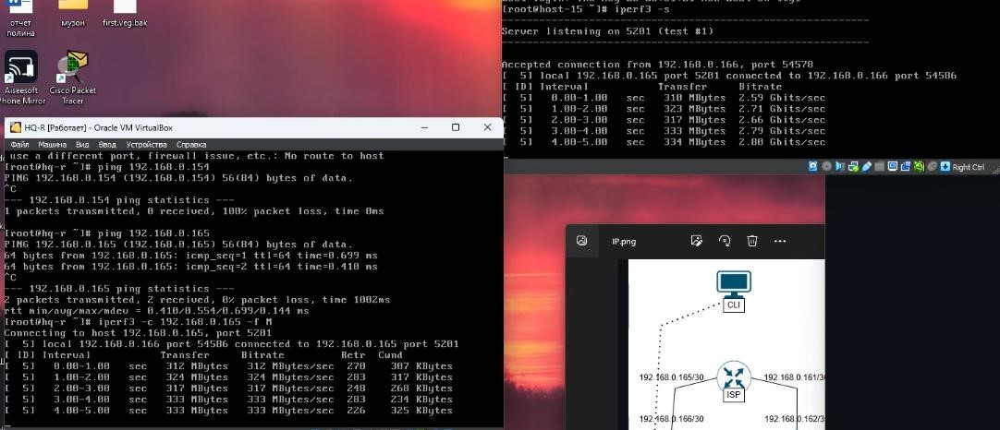 отчет
полина
музон
first.veg.bak
Aiseesoft
Phone Mirror
Cisco Packet
Tracer
[root@host-15 ~]# iperf3 -s
-----------------------------------------------------------
Server listening on 5201 (test #1)
-----------------------------------------------------------
Accepted connection from 192.168.0.166, port 54578
[  5] local 192.168.0.165 port 5201 connected to 192.168.0.166 port 54586
[ ID] Interval Transfer Bitrate
[  5] 0.00-1.00 sec 310 MBytes 2.59 Gbits/sec
[  5] 1.00-2.00 sec 323 MBytes 2.71 Gbits/sec
[  5] 2.00-3.00 sec 317 MBytes 2.66 Gbits/sec
[  5] 3.00-4.00 sec 333 MBytes 2.79 Gbits/sec
[  5] 4.00-5.00 sec 334 MBytes 2.80 Gbits/sec
Right Ctrl
HQ-R [Работает] - Oracle VM VirtualBox
Файл Машина Вид Ввод Устройства Справка
use a different port, firewall issue, etc.: No route to host
[root@hq-r ~]# ping 192.168.0.154
PING 192.168.0.154 (192.168.0.154) 56(84) bytes of data.
^C
--- 192.168.0.154 ping statistics ---
1 packets transmitted, 0 received, 100% packet loss, time 0ms
[root@hq-r ~]# ping 192.168.0.165
PING 192.168.0.165 (192.168.0.165) 56(84) bytes of data.
64 bytes from 192.168.0.165: icmp_seq=1 ttl=64 time=0.699 ms
64 bytes from 192.168.0.165: icmp_seq=2 ttl=64 time=0.410 ms
^C
--- 192.168.0.165 ping statistics ---
2 packets transmitted, 2 received, 0% packet loss, time 1002ms
rtt min/avg/max/mdev = 0.410/0.554/0.699/0.144 ms
[root@hq-r ~]# iperf3 -c 192.168.0.165 -f M
Connecting to host 192.168.0.165, port 5201
[  5] local 192.168.0.166 port 54586 connected to 192.168.0.165 port 5201
[ ID] Interval Transfer Bitrate Retr Cwnd
[  5] 0.00-1.00 sec 312 MBytes 312 MBytes/sec 270 307 KBytes
[  5] 1.00-2.00 sec 324 MBytes 324 MBytes/sec 283 317 KBytes
[  5] 2.00-3.00 sec 317 MBytes 317 MBytes/sec 248 268 KBytes
[  5] 3.00-4.00 sec 333 MBytes 333 MBytes/sec 283 234 KBytes
[  5] 4.00-5.00 sec 333 MBytes 333 MBytes/sec 226 325 KBytes
IP.png
CLI
192.168.0.165/30
192.168.0.161/3
ISP
192.168.0.166/30
192.168.0.162/3